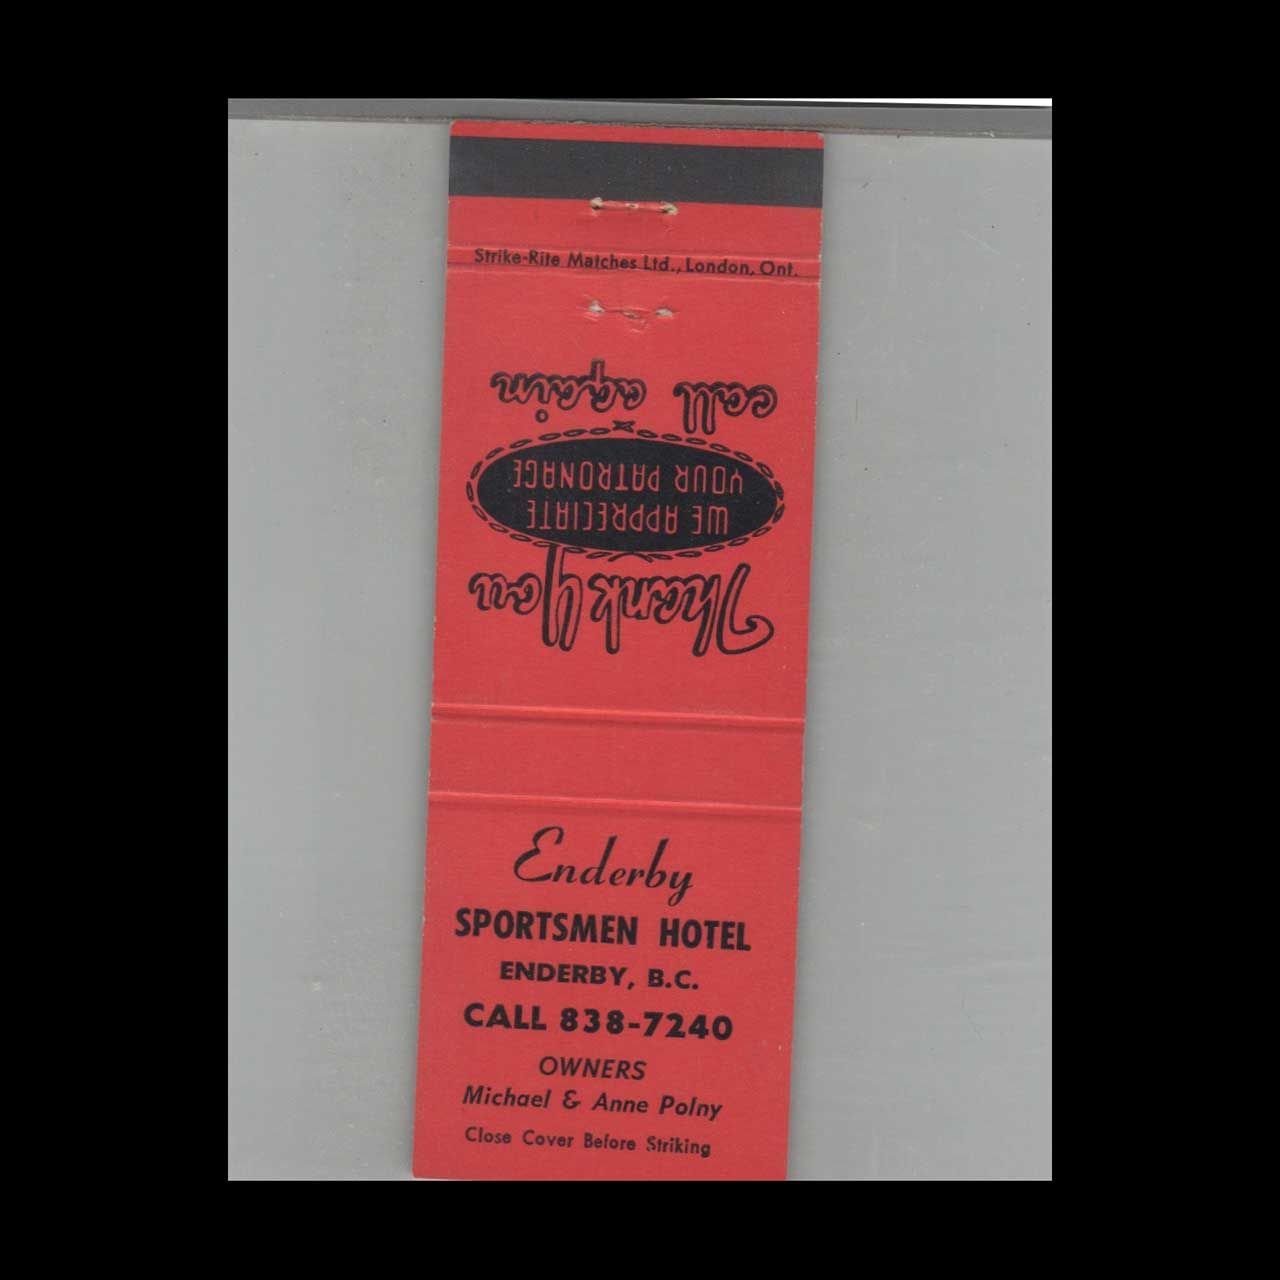 Strike-Rite Matches Ltd., London, Ont.
Thank You
WE APPRECIATE
YOUR PATRONAGE
call again
Enderby
SPORTSMEN HOTEL
ENDERBY, B.C.
CALL 838-7240
OWNERS
Michael & Anne Polny
Close Cover Before Striking